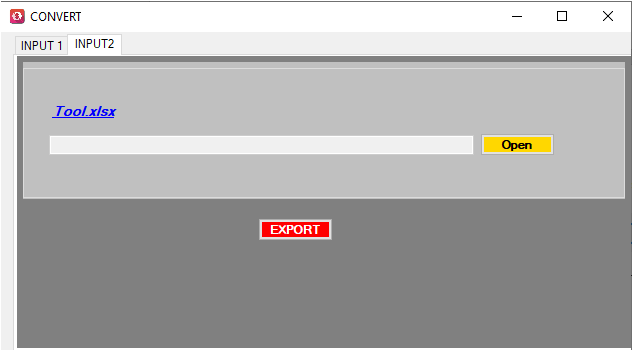 CONVERT
INPUT 1
INPUT2
Tool.xlsx
Open
EXPORT